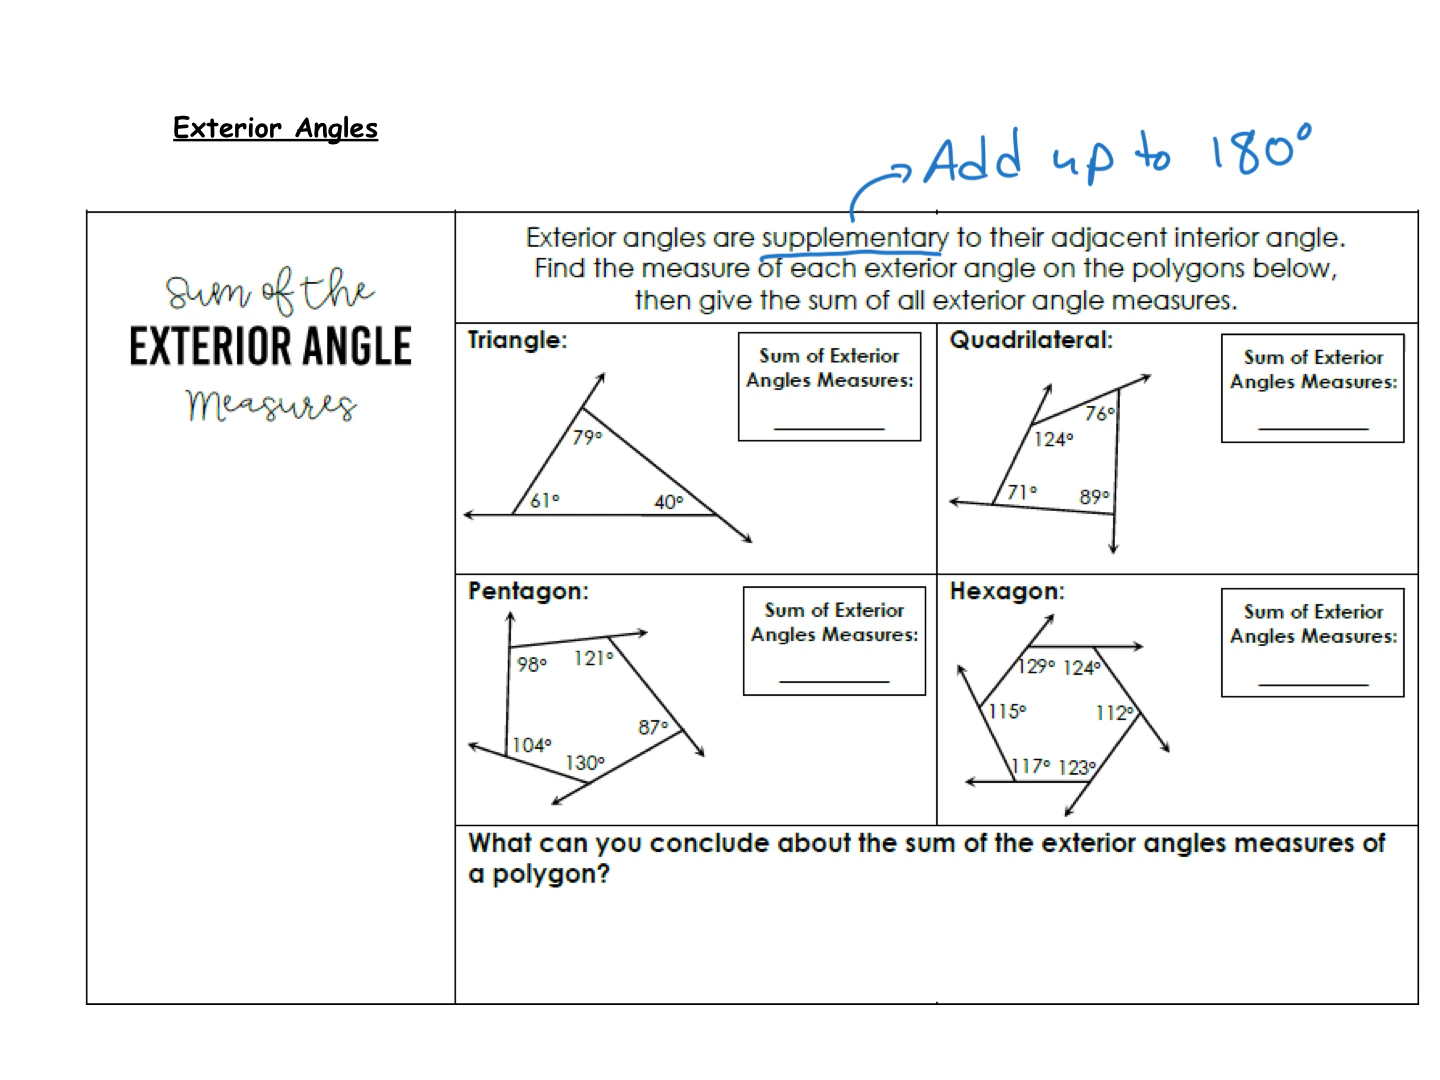 Exterior Angles
Add up to 180°
Sum of the
EXTERIOR ANGLE
Measures
Exterior angles are supplementary to their adjacent interior angle.
Find the measure of each exterior angle on the polygons below,
then give the sum of all exterior angle measures.
Triangle:
Sum of Exterior
Angles Measures:
79°
61°
40°
Quadrilateral:
Sum of Exterior
Angles Measures:
76°
124°
71°
89°
Pentagon:
Sum of Exterior
Angles Measures:
98°
121°
87°
104°
130°
Hexagon:
Sum of Exterior
Angles Measures:
129° 124°
115°
112°
117° 123°
What can you conclude about the sum of the exterior angles measures of
a polygon?